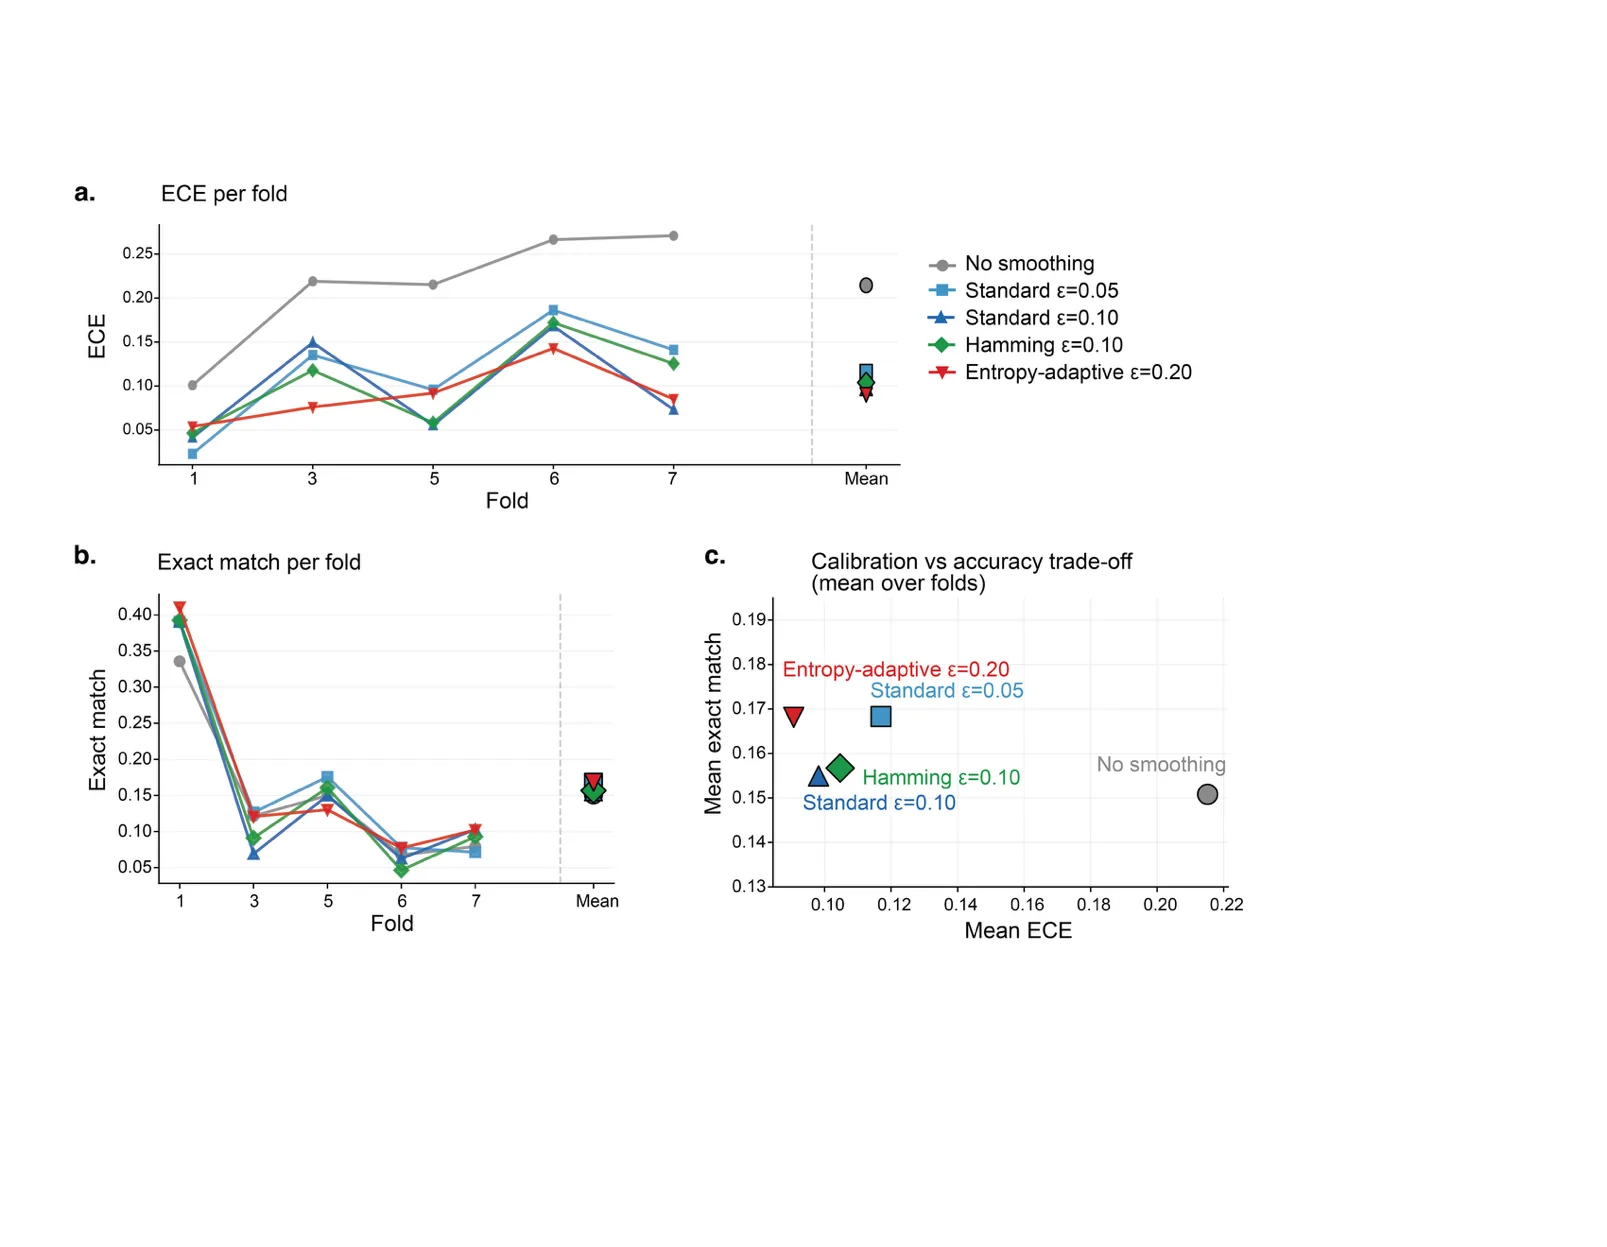 a.
ECE per fold
0.25
0.20
0.15
0.10
0.05
ECE
1 3 5 6 7 Mean
Fold
No smoothing
Standard ε=0.05
Standard ε=0.10
Hamming ε=0.10
Entropy-adaptive ε=0.20
b.
Exact match per fold
0.40
0.35
0.30
0.25
0.20
0.15
0.10
0.05
Exact match
1 3 5 6 7 Mean
Fold
c.
Calibration vs accuracy trade-off
(mean over folds)
0.19
0.18
0.17
0.16
0.15
0.14
0.13
Mean exact match
Entropy-adaptive ε=0.20
Standard ε=0.05
No smoothing
Hamming ε=0.10
Standard ε=0.10
0.10 0.12 0.14 0.16 0.18 0.20 0.22
Mean ECE